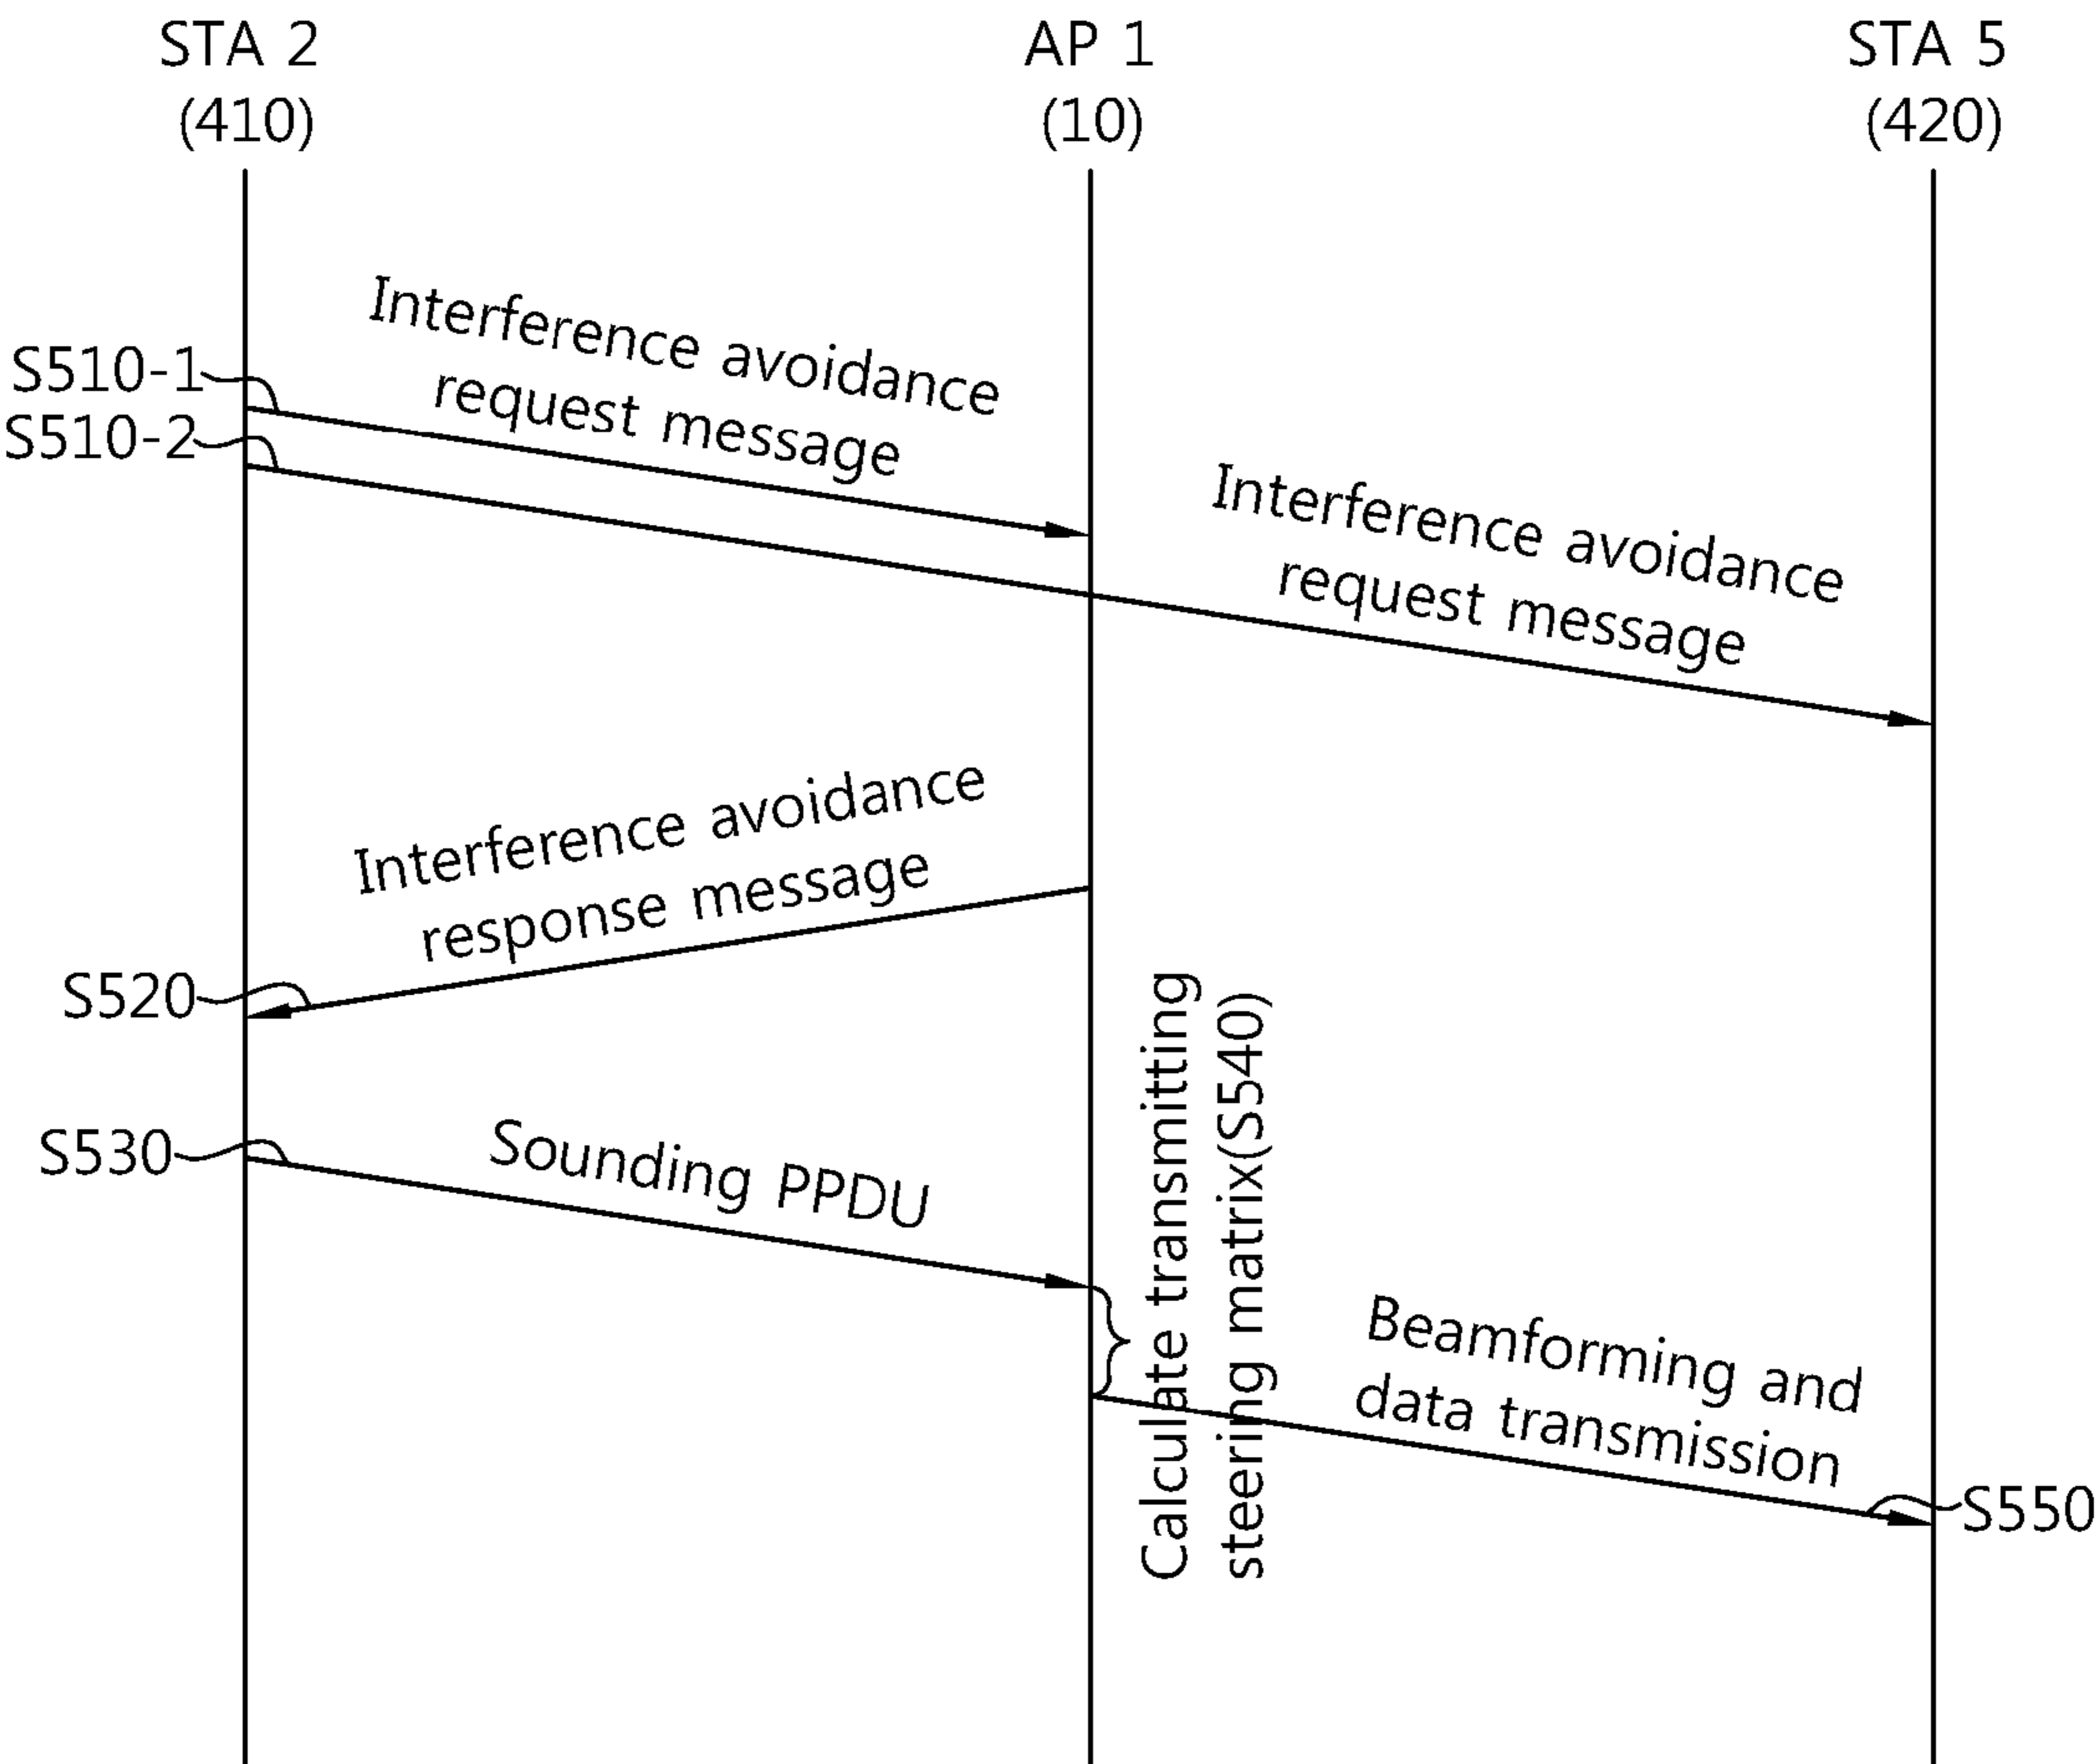 STA 2
(410)
AP 1
(10)
STA 5
(420)
Interference avoidance
request message
S510-1
S510-2
Interference avoidance
request message
Interference avoidance
response message
S520
Calculate transmitting
steering matrix(S540)
S530
Sounding PPDU
Beamforming and
data transmission
S550